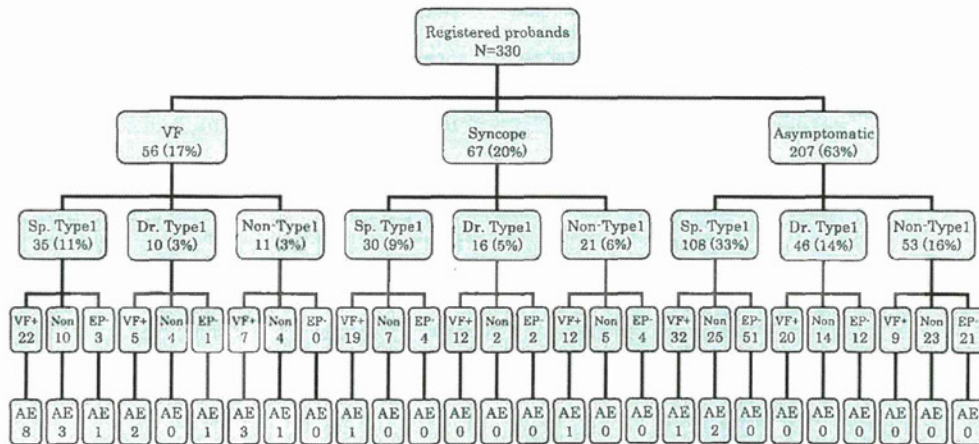 Registered probands
N=330
VF
56 (17%)
Syncope
67 (20%)
Asymptomatic
207 (63%)
Sp. Type1
35 (11%)
Dr. Type1
10 (3%)
Non-Type1
11 (3%)
Sp. Type1
30 (9%)
Dr. Type1
16 (5%)
Non-Type1
21 (6%)
Sp. Type1
108 (33%)
Dr. Type1
46 (14%)
Non-Type1
53 (16%)
VF+
22
Non
10
EP-
3
VF+
5
Non
4
EP-
1
VF+
7
Non
4
EP-
0
VF+
19
Non
7
EP-
4
VF+
12
Non
2
EP-
2
VF+
12
Non
5
EP-
4
VF+
32
Non
25
EP-
51
VF+
20
Non
14
EP-
12
VF+
9
Non
23
EP-
21
AE
8
AE
3
AE
1
AE
2
AE
0
AE
1
AE
3
AE
1
AE
0
AE
1
AE
0
AE
0
AE
0
AE
0
AE
0
AE
1
AE
0
AE
0
AE
1
AE
2
AE
0
AE
0
AE
0
AE
0
AE
0
AE
0
AE
0